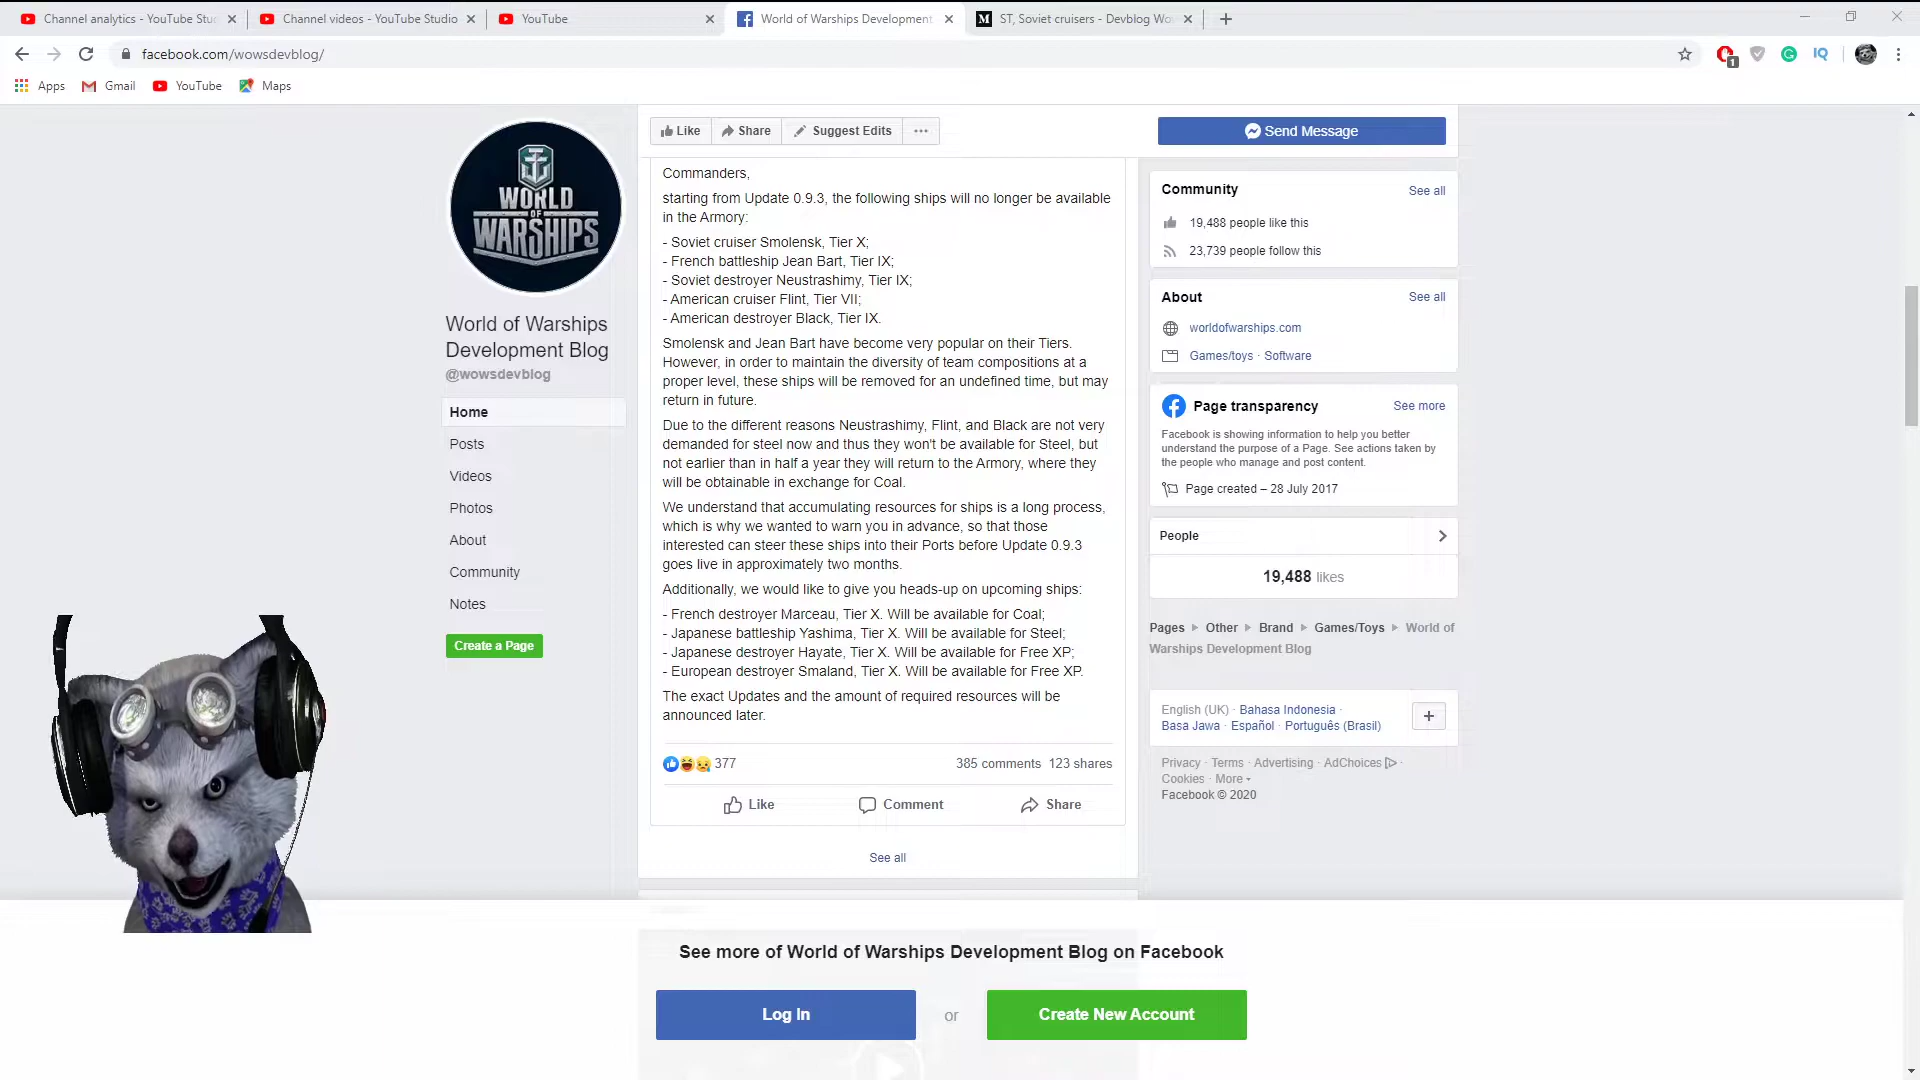 Channel analytics - YouTube Stu
Channel videos - YouTube Studio
YouTube
World of Warships Development
ST, Soviet cruisers - Devblog Wo
facebook.com/wowsdevblog/
1
IQ
Apps
Gmail
YouTube
Maps
WORLD
OF
WARSHIPS
World of Warships
Development Blog
@wowsdevblog
Home
Posts
Videos
Photos
About
Community
Notes
Create a Page
Like
Share
Suggest Edits
Send Message
Commanders,
starting from Update 0.9.3, the following ships will no longer be available
in the Armory:
- Soviet cruiser Smolensk, Tier X;
- French battleship Jean Bart, Tier IX;
- Soviet destroyer Neustrashimy, Tier IX;
- American cruiser Flint, Tier VII;
- American destroyer Black, Tier IX.
Smolensk and Jean Bart have become very popular on their Tiers.
However, in order to maintain the diversity of team compositions at a
proper level, these ships will be removed for an undefined time, but may
return in future.
Due to the different reasons Neustrashimy, Flint, and Black are not very
demanded for steel now and thus they won't be available for Steel, but
not earlier than in half a year they will return to the Armory, where they
will be obtainable in exchange for Coal.
We understand that accumulating resources for ships is a long process,
which is why we wanted to warn you in advance, so that those
interested can steer these ships into their Ports before Update 0.9.3
goes live in approximately two months.
Additionally, we would like to give you heads-up on upcoming ships:
- French destroyer Marceau, Tier X. Will be available for Coal;
- Japanese battleship Yashima, Tier X. Will be available for Steel;
- Japanese destroyer Hayate, Tier X. Will be available for Free XP;
- European destroyer Smaland, Tier X. Will be available for Free XP.
The exact Updates and the amount of required resources will be
announced later.
377
385 comments 123 shares
Like
Comment
Share
See all
Community
See all
19,488 people like this
23,739 people follow this
About
See all
worldofwarships.com
Games/toys · Software
Page transparency
See more
Facebook is showing information to help you better
understand the purpose of a Page. See actions taken by
the people who manage and post content.
Page created – 28 July 2017
People
19,488 likes
Pages
Other
Brand
Games/Toys
World of
Warships Development Blog
English (UK) · Bahasa Indonesia ·
Basa Jawa · Español · Português (Brasil)
Privacy · Terms · Advertising · AdChoices ·
Cookies · More
Facebook © 2020
See more of World of Warships Development Blog on Facebook
Log In
or
Create New Account